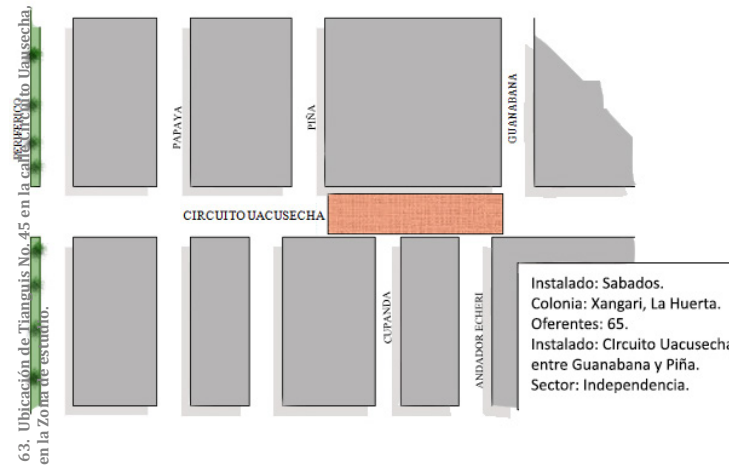 63. Ubicación de Tianguis No. 45 en la calle Circuito Uausecha,
en la Zona de estudio.
PERIFERICO
PAPAYA
PIÑA
GUANABANA
CIRCUITO UACUSECHA
CUPANDA
ANDADOR ECHERI
Instalado: Sabados.
Colonia: Xangari, La Huerta.
Oferentes: 65.
Instalado: CIrcuito Uacusecha
entre Guanabana y Piña.
Sector: Independencia.